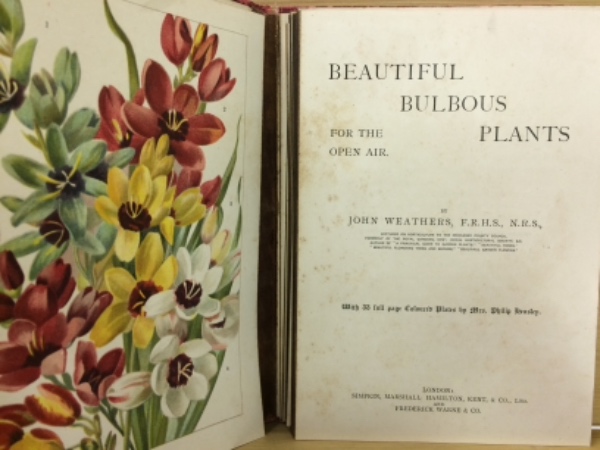 BEAUTIFUL
BULBOUS
FOR THE PLANTS
OPEN AIR.
BY
JOHN WEATHERS, F.R.H.S., N.R.S.,
With 33 full page Coloured Plates by Mrs. Philip Hensley.
LONDON:
SIMPKIN, MARSHALL, HAMILTON, KENT, & CO., LTD.
AND
FREDERICK WARNE & CO.